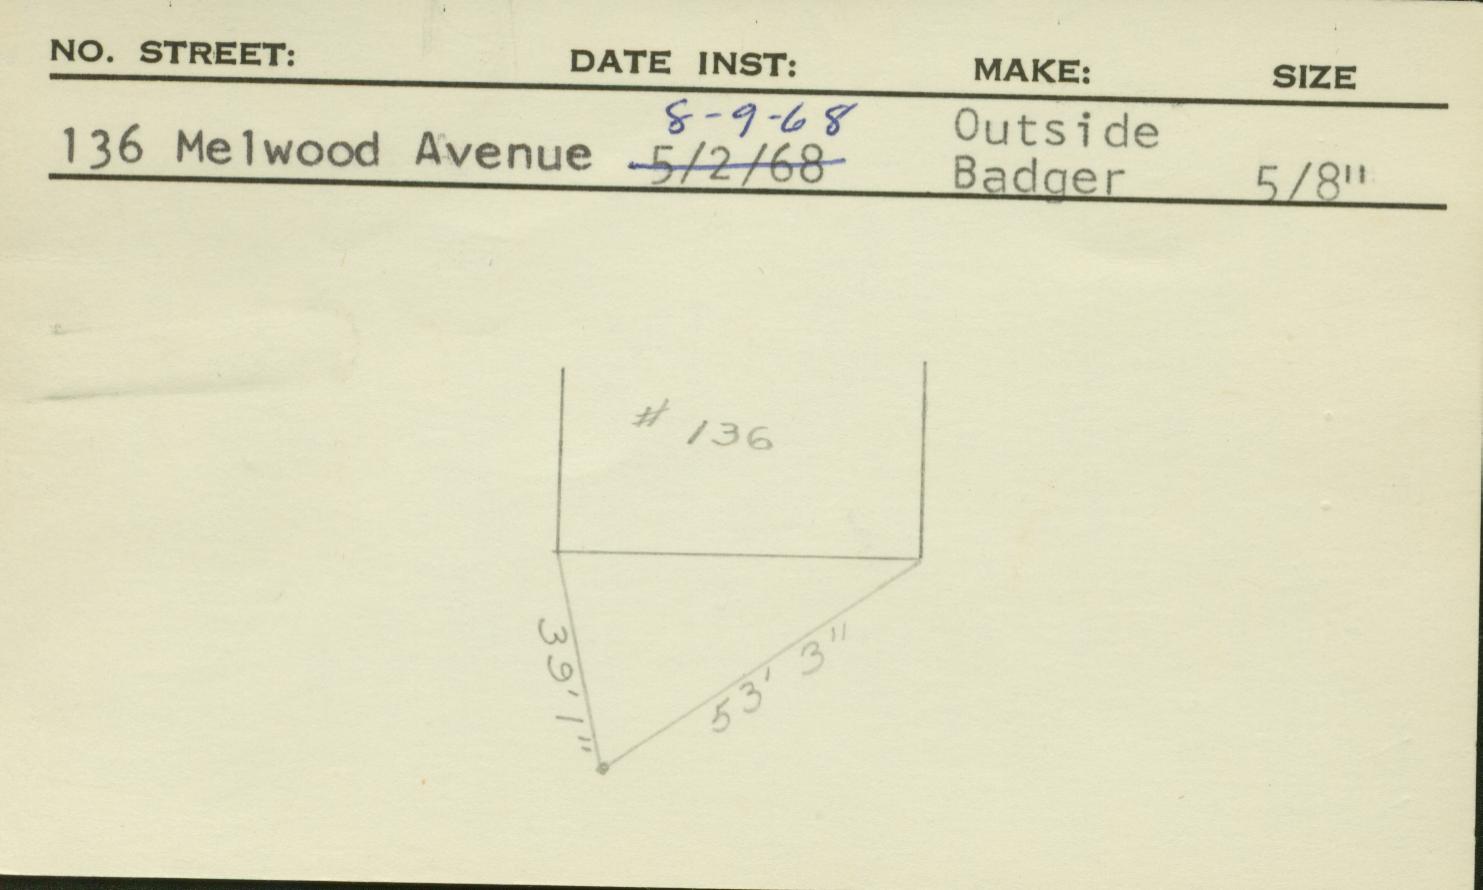 NO. STREET: DATE INST: MAKE: SIZE
8-9-68 Outside
136 Melwood Avenue 5/2/68 Badger 5/8"
# 136
39' 1"
53' 3"